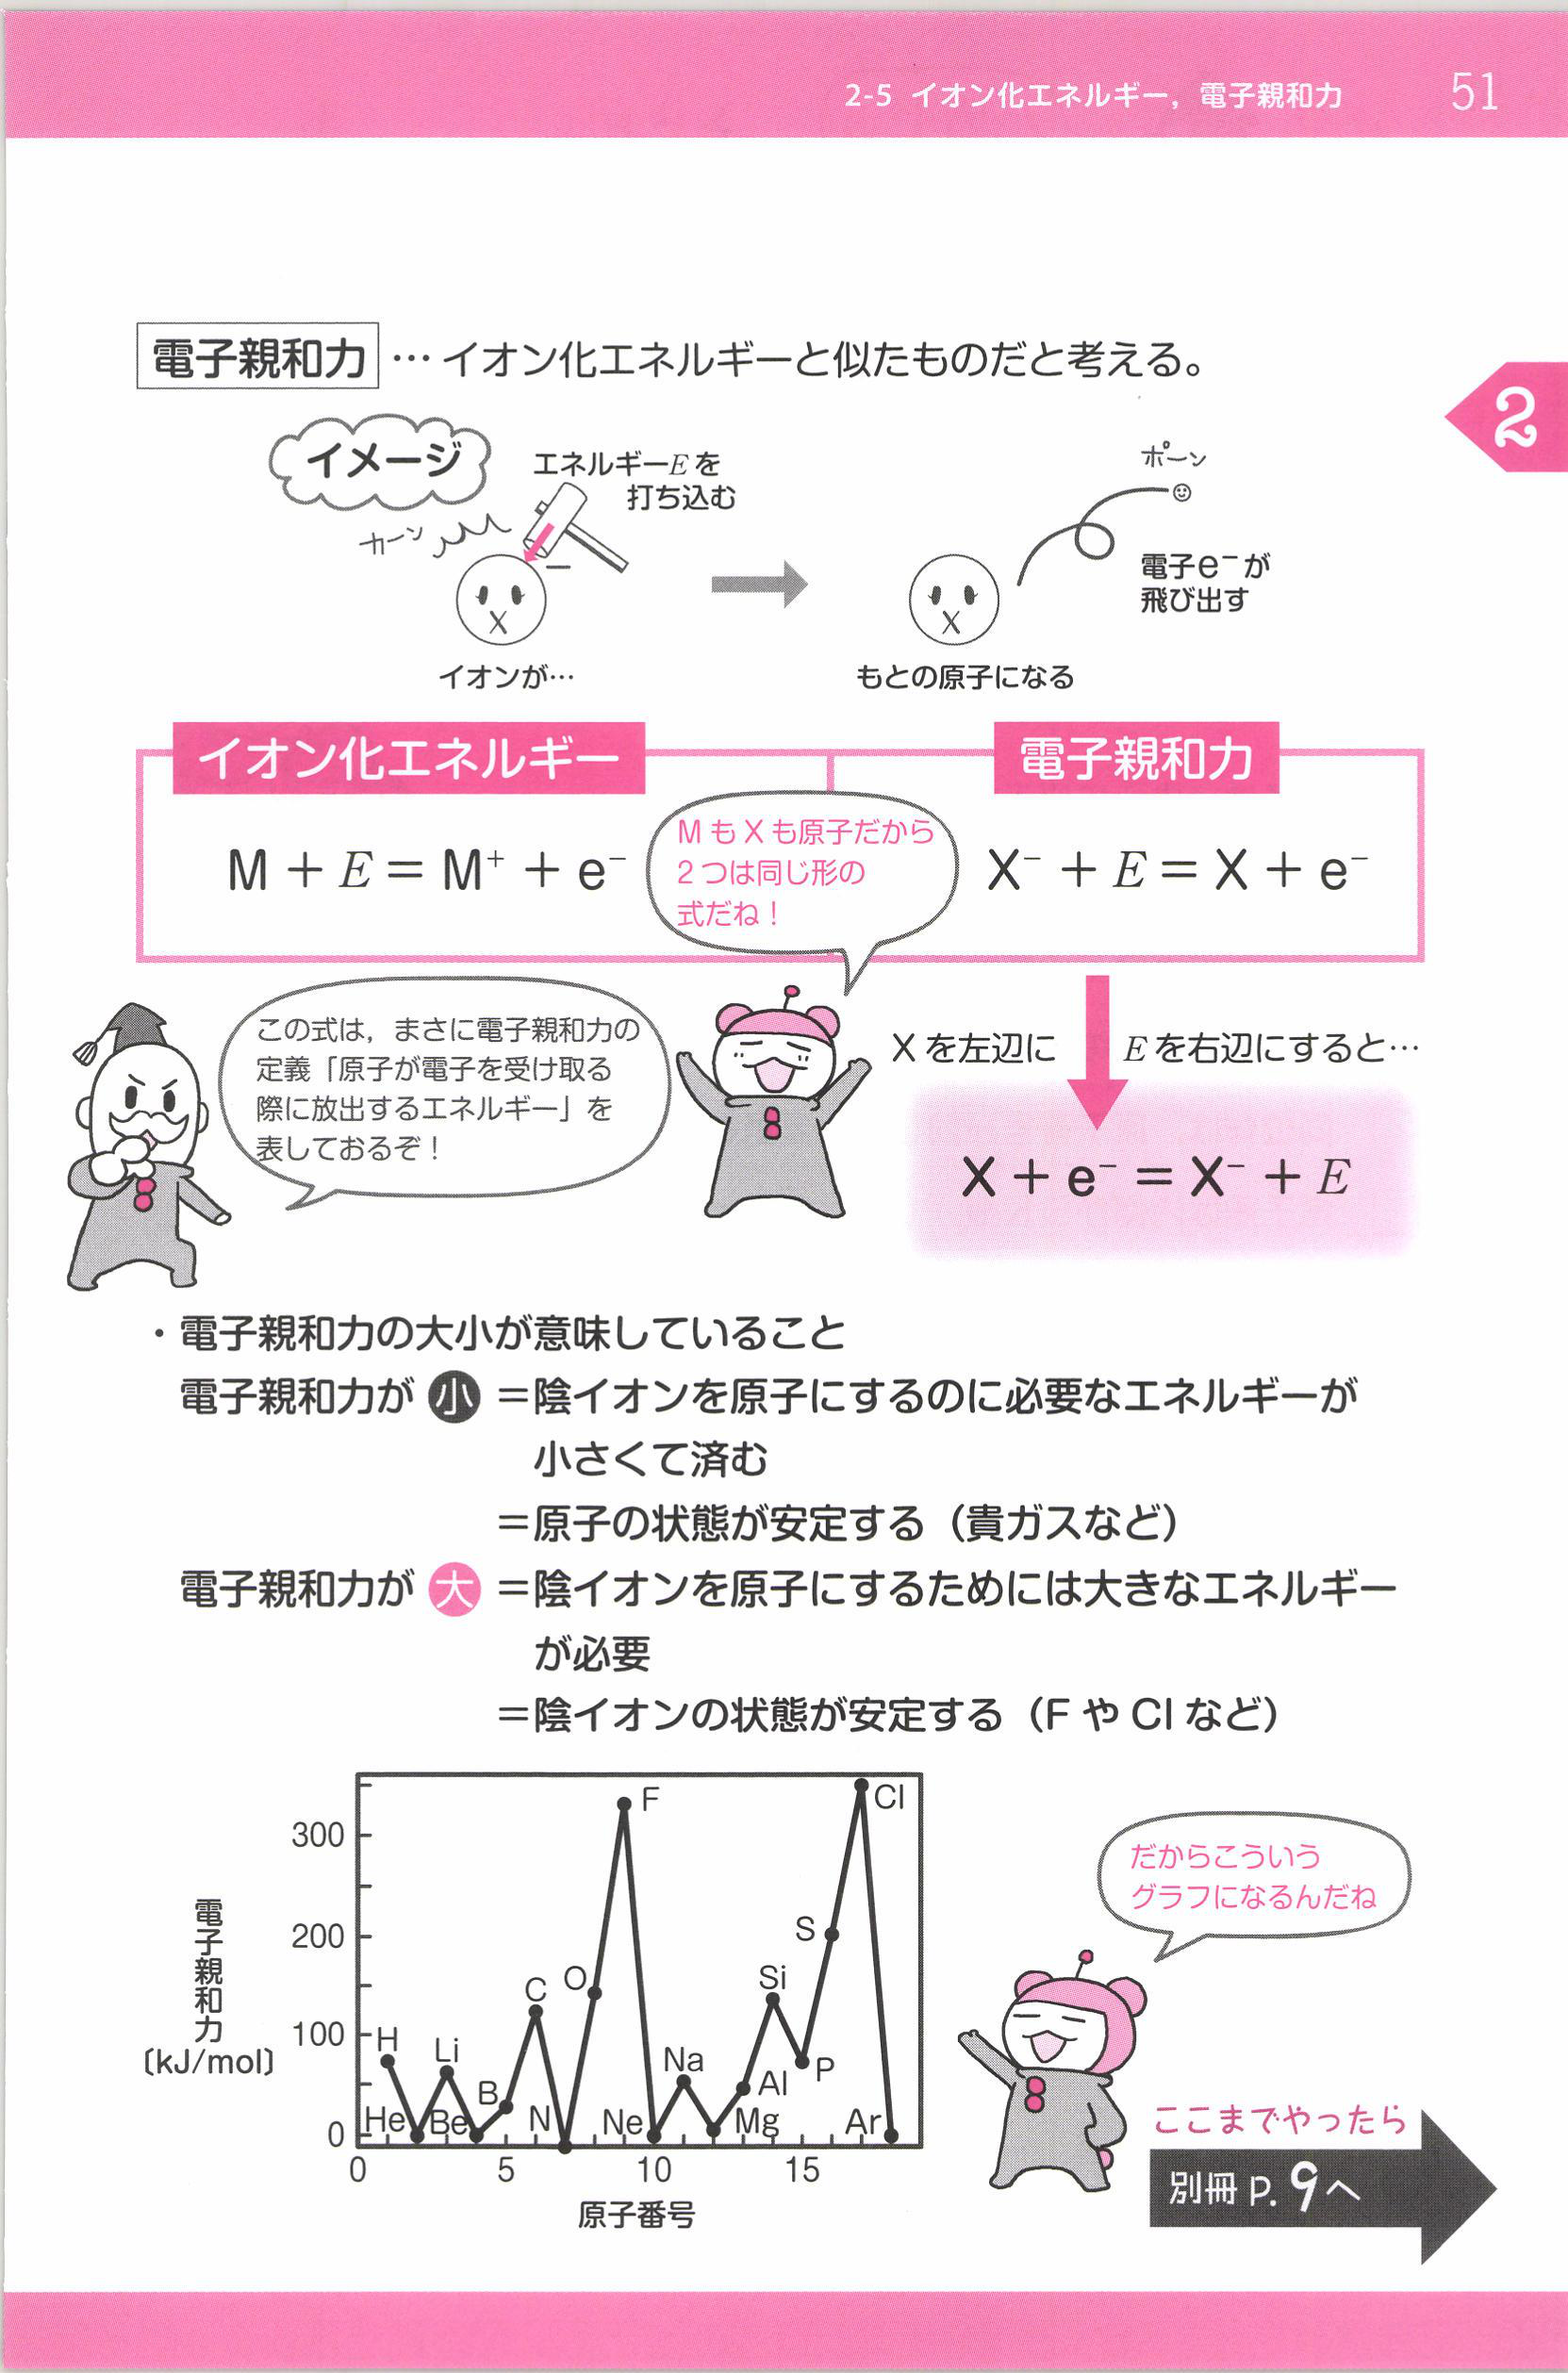 2-5 イオン化エネルギー，電子親和力 51
電子親和力 … イオン化エネルギーと似たものだと考える。
2
イメージ
エネルギーEを
打ち込む
カーン
−
X
イオンが…
ポーン
電子e⁻が
飛び出す
X
もとの原子になる
イオン化エネルギー
電子親和力
M + E = M⁺ + e⁻
MもXも原子だから
2つは同じ形の
式だね！
X⁻ + E = X + e⁻
この式は，まさに電子親和力の
定義「原子が電子を受け取る
際に放出するエネルギー」を
表しておるぞ！
Xを左辺に Eを右辺にすると…
X + e⁻ = X⁻ + E
・電子親和力の大小が意味していること
電子親和力が 小 ＝陰イオンを原子にするのに必要なエネルギーが
小さくて済む
＝原子の状態が安定する（貴ガスなど）
電子親和力が 大 ＝陰イオンを原子にするためには大きなエネルギー
が必要
＝陰イオンの状態が安定する（FやClなど）
電子親和力
〔kJ/mol〕
300
200
100
0
H
He
Li
Be
B
C
N
O
F
Ne
Na
Mg
Al
Si
P
S
Cl
Ar
0 5 10 15
原子番号
だからこういう
グラフになるんだね
ここまでやったら
別冊 P. 9へ